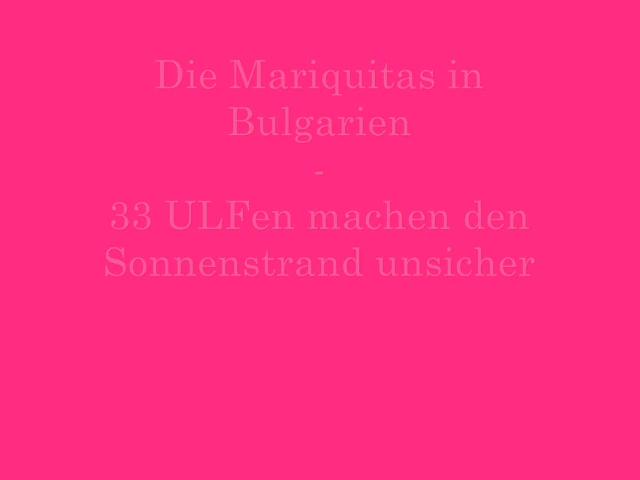 Die Mariquitas in
Bulgarien
-
33 ULFen machen den
Sonnenstrand unsicher